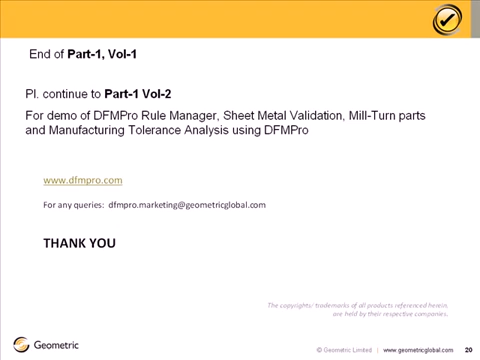 End of Part-1, Vol-1
Pl. continue to Part-1 Vol-2
For demo of DFMPro Rule Manager, Sheet Metal Validation, Mill-Turn parts
and Manufacturing Tolerance Analysis using DFMPro
www.dfmpro.com
For any queries: dfmpro.marketing@geometricglobal.com
THANK YOU
The copyrights/ trademarks of all products referenced herein,
are held by their respective companies.
Geometric
© Geometric Limited | www.geometricglobal.com 20